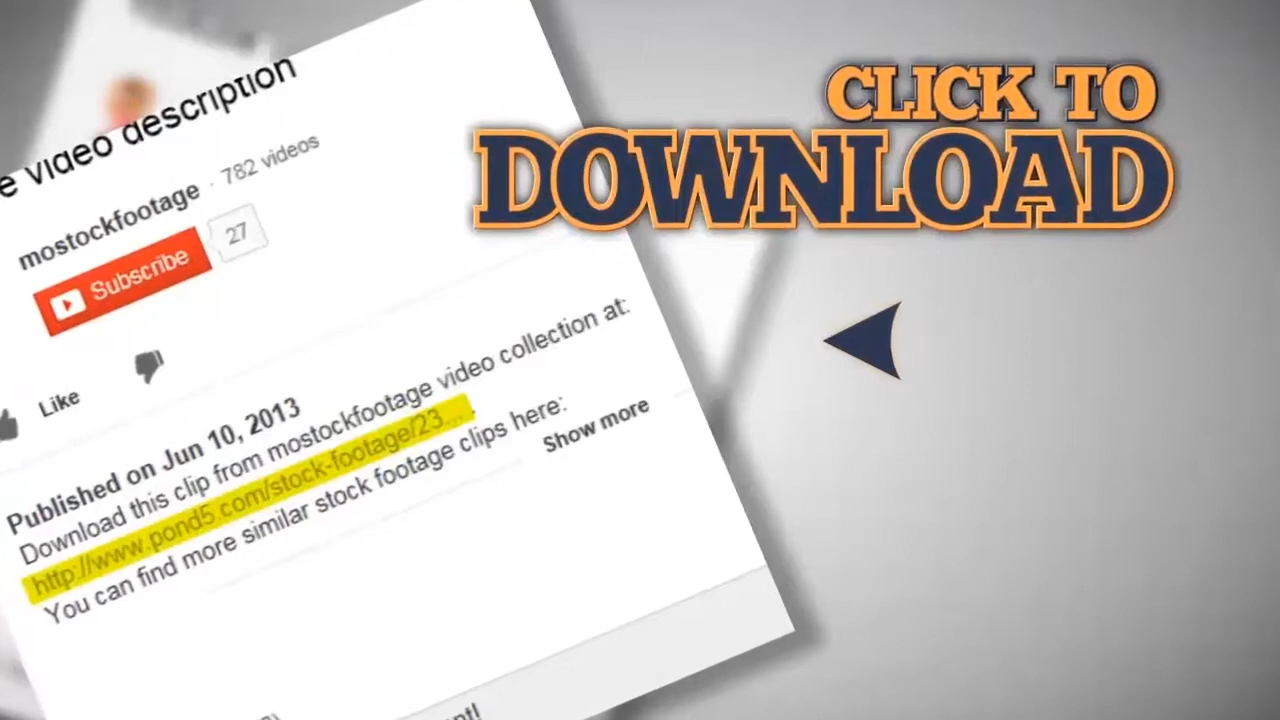 e video description
mostockfootage · 782 videos
Subscribe
27
Like
Published on Jun 10, 2013
Download this clip from mostockfootage video collection at:
http://www.pond5.com/stock-footage/23... .
You can find more similar stock footage clips here:
Show more
CLICK TO
DOWNLOAD